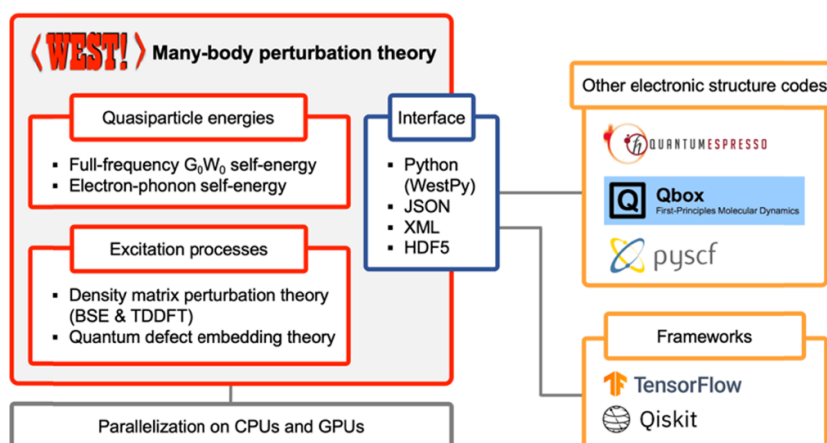 <WEST!> Many-body perturbation theory
Quasiparticle energies
▪ Full-frequency G₀W₀ self-energy
▪ Electron-phonon self-energy
Excitation processes
▪ Density matrix perturbation theory
(BSE & TDDFT)
▪ Quantum defect embedding theory
Interface
▪ Python
(WestPy)
▪ JSON
▪ XML
▪ HDF5
Parallelization on CPUs and GPUs
Other electronic structure codes
ħ QUANTUMESPRESSO
Q Qbox
First-Principles Molecular Dynamics
pyscf
Frameworks
TensorFlow
Qiskit